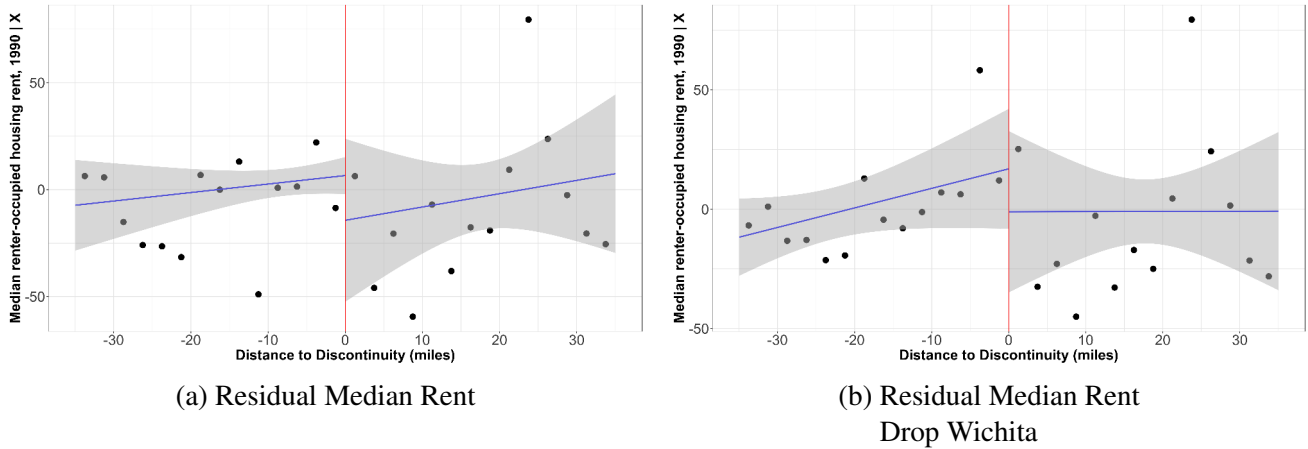 Median renter-occupied housing rent, 1990 | X
50
0
-50
-30
-20
-10
0
10
20
30
Distance to Discontinuity (miles)
(a) Residual Median Rent
Median renter-occupied housing rent, 1990 | X
50
0
-50
-30
-20
-10
0
10
20
30
Distance to Discontinuity (miles)
(b) Residual Median Rent
Drop Wichita